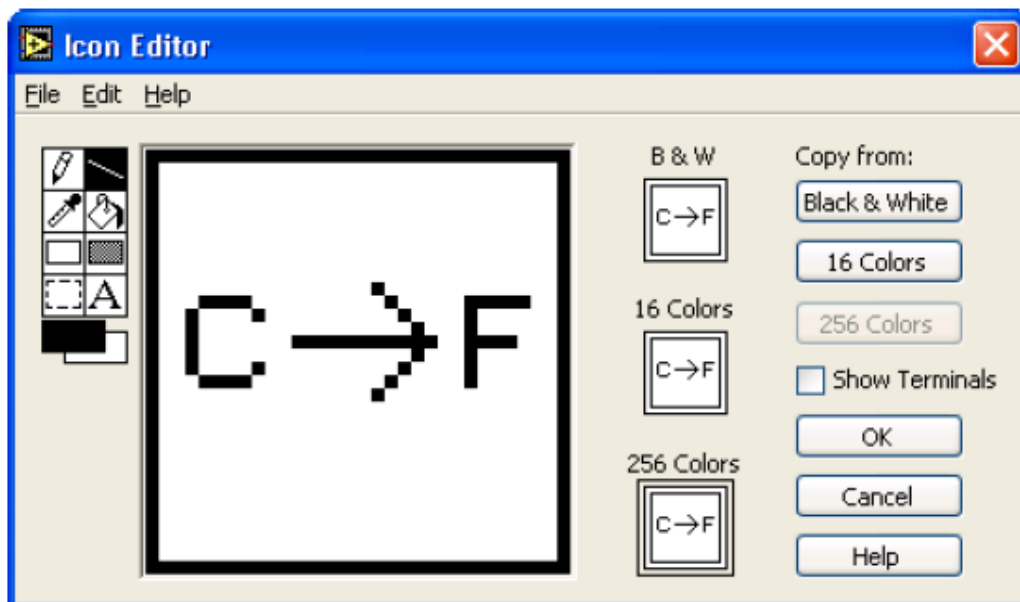 Icon Editor
File Edit Help
A
C→F
B & W
C→F
16 Colors
C→F
256 Colors
C→F
Copy from:
Black & White
16 Colors
256 Colors
Show Terminals
OK
Cancel
Help